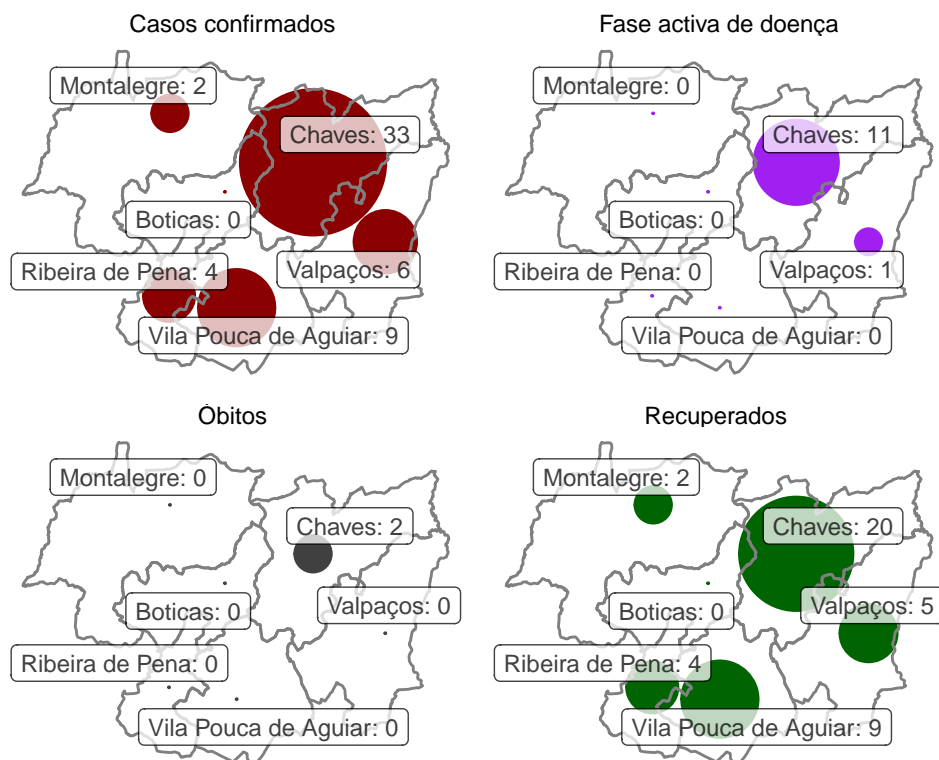 Casos confirmados
Montalegre: 2
Chaves: 33
Boticas: 0
Ribeira de Pena: 4
Valpaços: 6
Vila Pouca de Aguiar: 9
Fase activa de doença
Montalegre: 0
Chaves: 11
Boticas: 0
Ribeira de Pena: 0
Valpaços: 1
Vila Pouca de Aguiar: 0
Óbitos
Montalegre: 0
Chaves: 2
Boticas: 0
Valpaços: 0
Ribeira de Pena: 0
Vila Pouca de Aguiar: 0
Recuperados
Montalegre: 2
Chaves: 20
Boticas: 0
Valpaços: 5
Ribeira de Pena: 4
Vila Pouca de Aguiar: 9